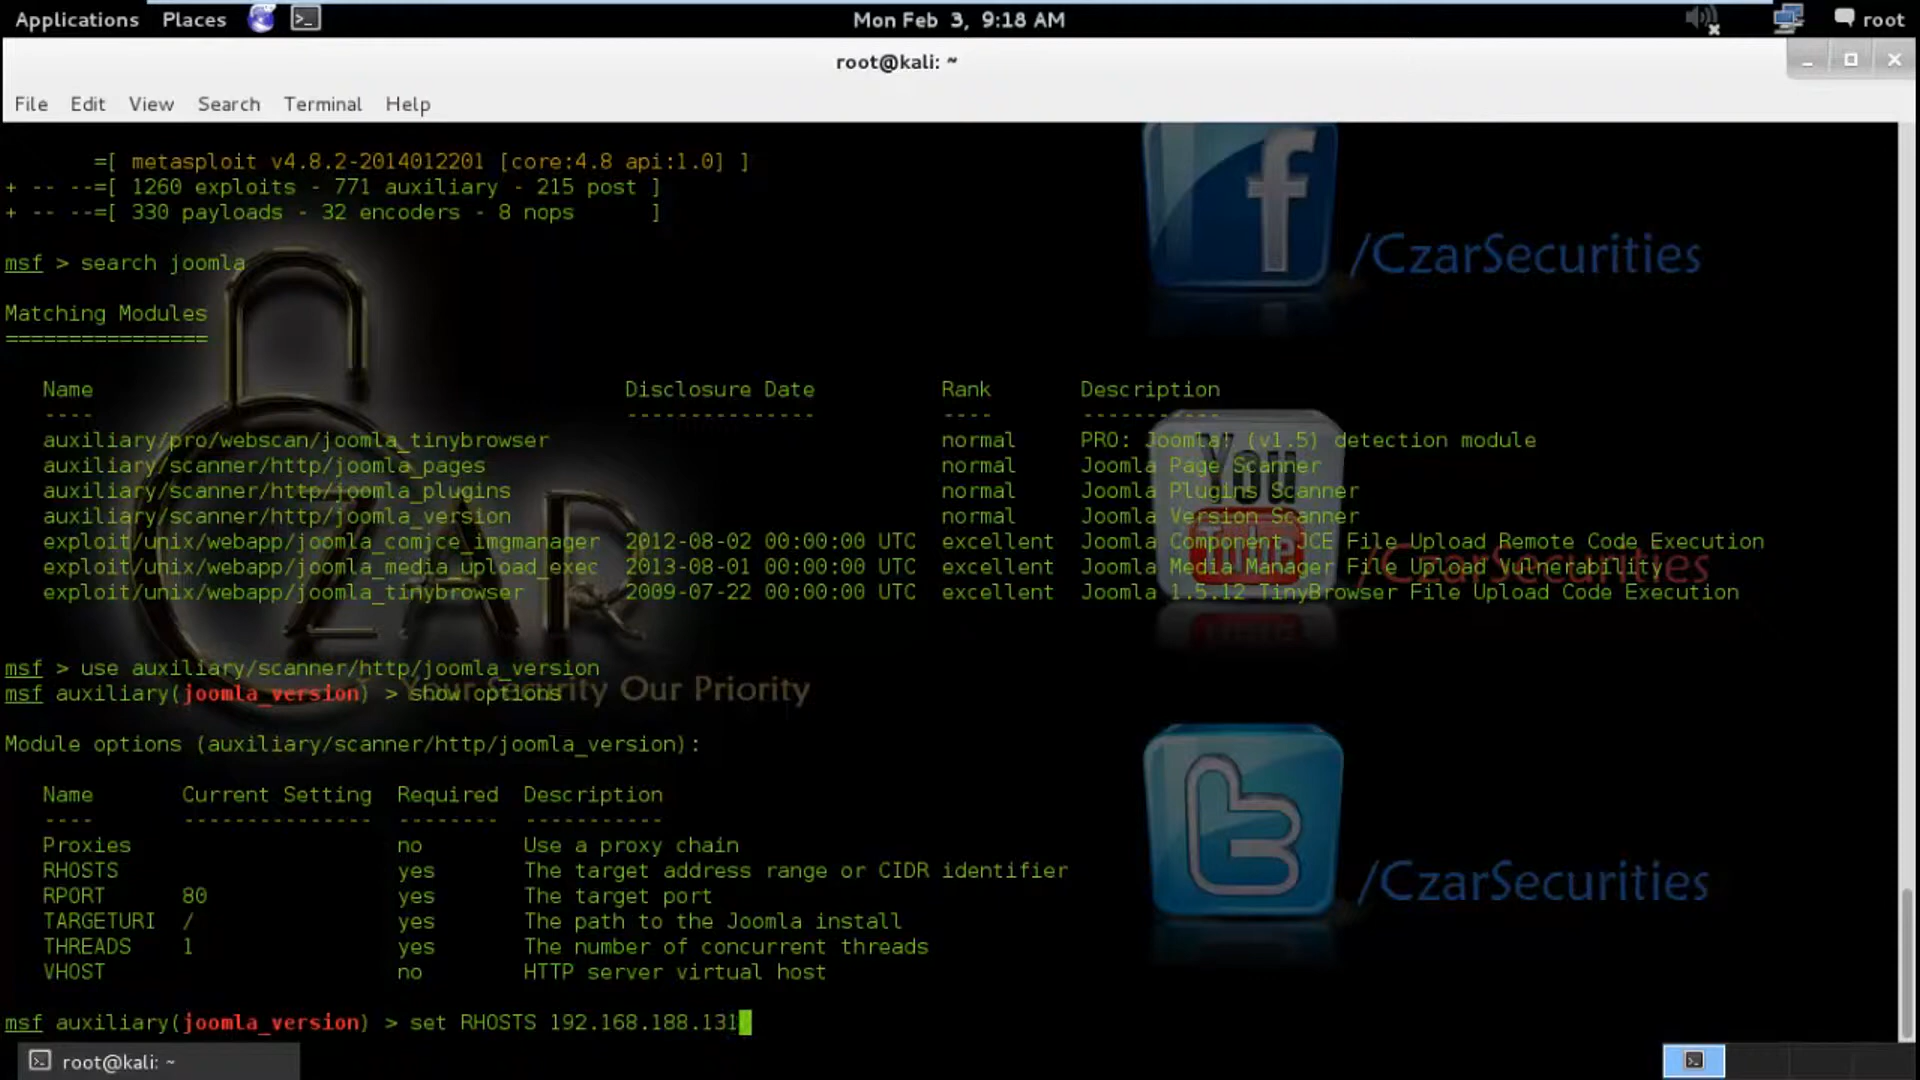 Applications Places Mon Feb 3, 9:18 AM root
root@kali: ~
File Edit View Search Terminal Help
=[ metasploit v4.8.2-2014012201 [core:4.8 api:1.0] ]
+ -- --=[ 1260 exploits - 771 auxiliary - 215 post ]
+ -- --=[ 330 payloads - 32 encoders - 8 nops ]
/CzarSecurities
msf > search joomla
Matching Modules
================
Name Disclosure Date Rank Description
---- --------------- ---- -----------
auxiliary/pro/webscan/joomla_tinybrowser normal PRO: Joomla! (v1.5) detection module
auxiliary/scanner/http/joomla_pages normal Joomla Page Scanner
auxiliary/scanner/http/joomla_plugins normal Joomla Plugins Scanner
auxiliary/scanner/http/joomla_version normal Joomla Version Scanner
exploit/unix/webapp/joomla_comjce_imgmanager 2012-08-02 00:00:00 UTC excellent Joomla Component JCE File Upload Remote Code Execution
exploit/unix/webapp/joomla_media_upload_exec 2013-08-01 00:00:00 UTC excellent Joomla Media Manager File Upload Vulnerability
exploit/unix/webapp/joomla_tinybrowser 2009-07-22 00:00:00 UTC excellent Joomla 1.5.12 TinyBrowser File Upload Code Execution
You
Tube
/CzarSecurities
CZAR
Your Security Our Priority
msf > use auxiliary/scanner/http/joomla_version
msf auxiliary(joomla_version) > show options
Module options (auxiliary/scanner/http/joomla_version):
Name Current Setting Required Description
---- --------------- -------- -----------
Proxies no Use a proxy chain
RHOSTS yes The target address range or CIDR identifier
RPORT 80 yes The target port
TARGETURI / yes The path to the Joomla install
THREADS 1 yes The number of concurrent threads
VHOST no HTTP server virtual host
/CzarSecurities
msf auxiliary(joomla_version) > set RHOSTS 192.168.188.131
root@kali: ~